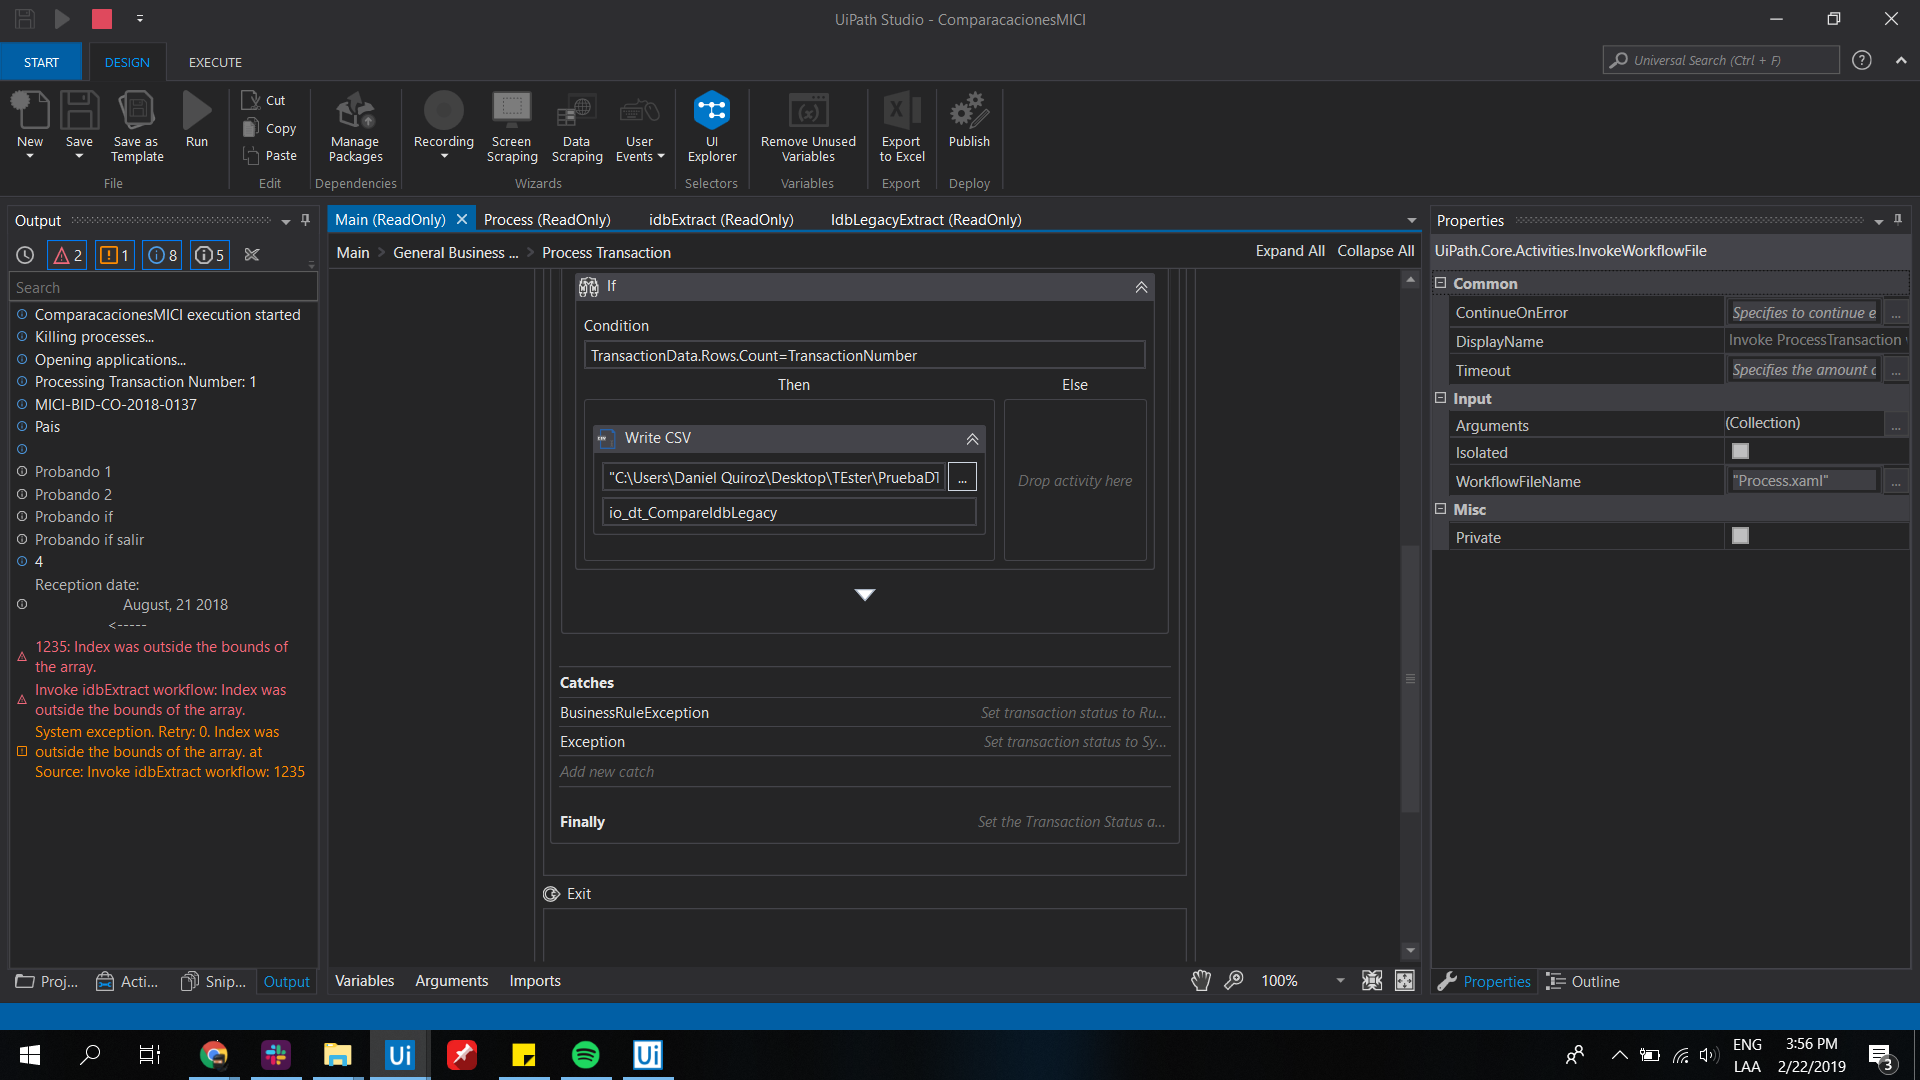 UiPath Studio - ComparacacionesMICI
START
DESIGN
EXECUTE
Universal Search (Ctrl + F)
New
Save
Save as
Template
Run
Cut
Copy
Paste
Manage
Packages
Recording
Screen
Scraping
Data
Scraping
User
Events
UI
Explorer
Remove Unused
Variables
Export
to Excel
Publish
File
Edit
Dependencies
Wizards
Selectors
Variables
Export
Deploy
Output
2
1
8
5
Search
ComparacacionesMICI execution started
Killing processes...
Opening applications...
Processing Transaction Number: 1
MICI-BID-CO-2018-0137
Pais
Probando 1
Probando 2
Probando if
Probando if salir
4
Reception date:
August, 21 2018
<-----
1235: Index was outside the bounds of
the array.
Invoke idbExtract workflow: Index was
outside the bounds of the array.
System exception. Retry: 0. Index was
outside the bounds of the array. at
Source: Invoke idbExtract workflow: 1235
Proj...
Acti...
Snip...
Output
Main (ReadOnly)
Process (ReadOnly)
idbExtract (ReadOnly)
IdbLegacyExtract (ReadOnly)
Main > General Business ... > Process Transaction
Expand All
Collapse All
If
Condition
TransactionData.Rows.Count=TransactionNumber
Then
Else
Write CSV
"C:\Users\Daniel Quiroz\Desktop\TEster\PruebaDT
...
io_dt_CompareIdbLegacy
Drop activity here
Catches
BusinessRuleException
Set transaction status to Ru...
Exception
Set transaction status to Sy...
Add new catch
Finally
Set the Transaction Status a...
Exit
Variables
Arguments
Imports
100%
Properties
UiPath.Core.Activities.InvokeWorkflowFile
Common
ContinueOnError
Specifies to continue e
...
DisplayName
Invoke ProcessTransaction
Timeout
Specifies the amount
...
Input
Arguments
(Collection)
...
Isolated
WorkflowFileName
"Process.xaml"
...
Misc
Private
Properties
Outline
Ui
Ui
ENG
LAA
3:56 PM
2/22/2019
3